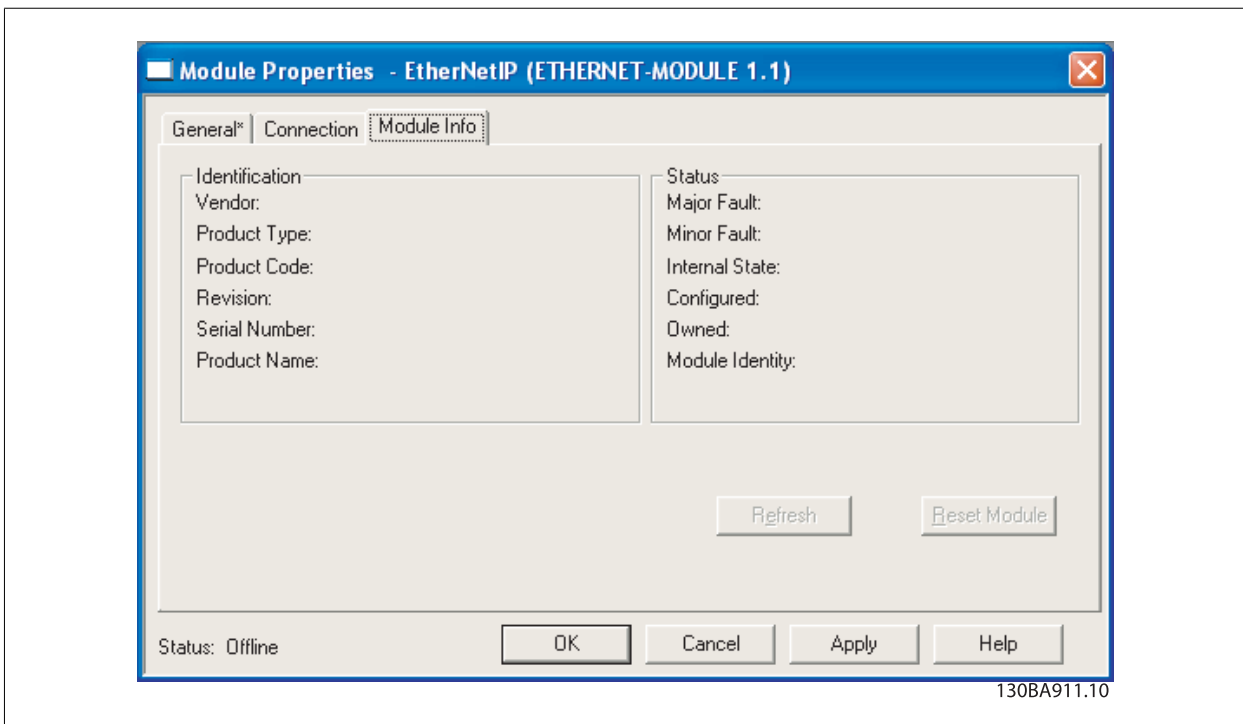 Module Properties - EtherNetIP (ETHERNET-MODULE 1.1)
General* Connection Module Info
Identification
Vendor:
Product Type:
Product Code:
Revision:
Serial Number:
Product Name:
Status
Major Fault:
Minor Fault:
Internal State:
Configured:
Owned:
Module Identity:
Refresh Reset Module
Status: Offline OK Cancel Apply Help
130BA911.10